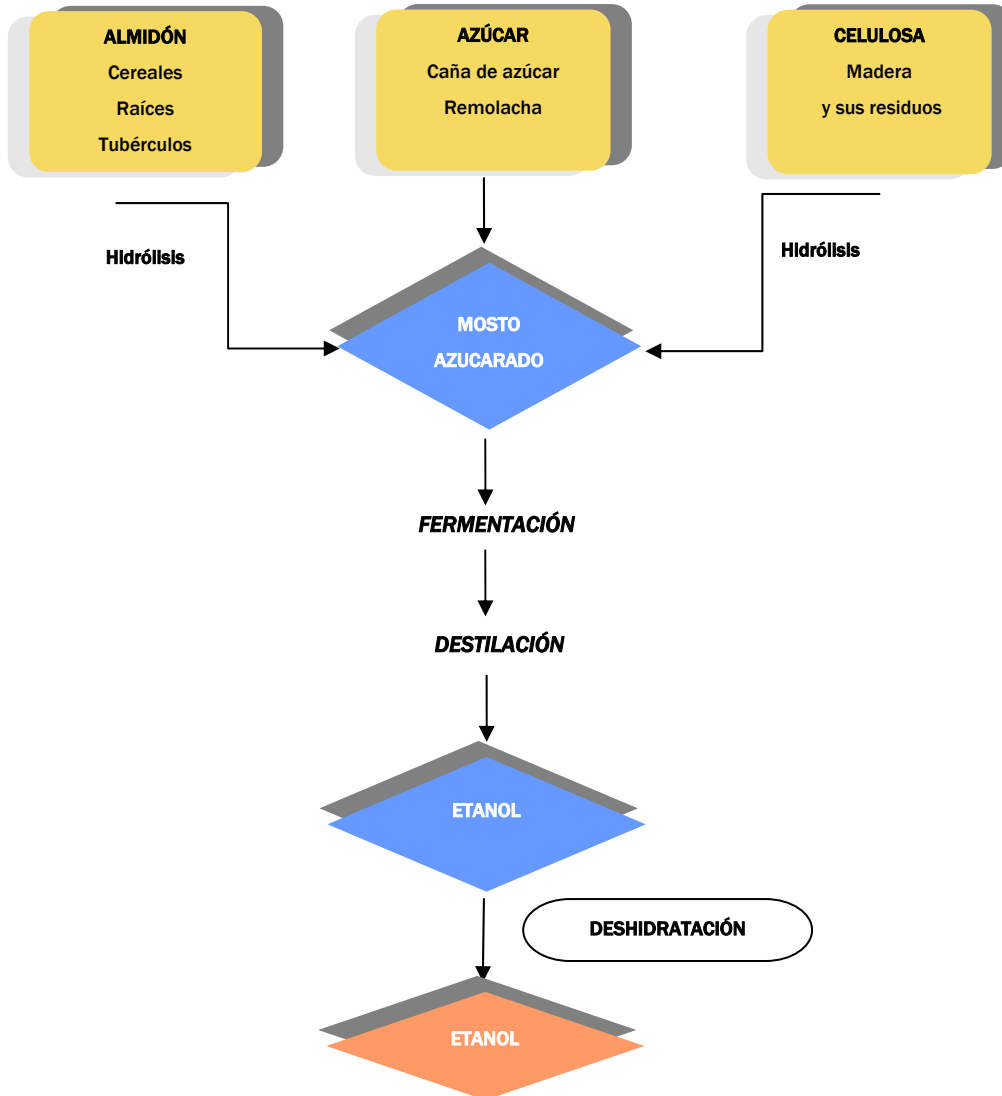 ALMIDÓN
Cereales
Raíces
Tubérculos
AZÚCAR
Caña de azúcar
Remolacha
CELULOSA
Madera
y sus residuos
Hidrólisis
Hidrólisis
MOSTO
AZUCARADO
FERMENTACIÓN
DESTILACIÓN
ETANOL
DESHIDRATACIÓN
ETANOL